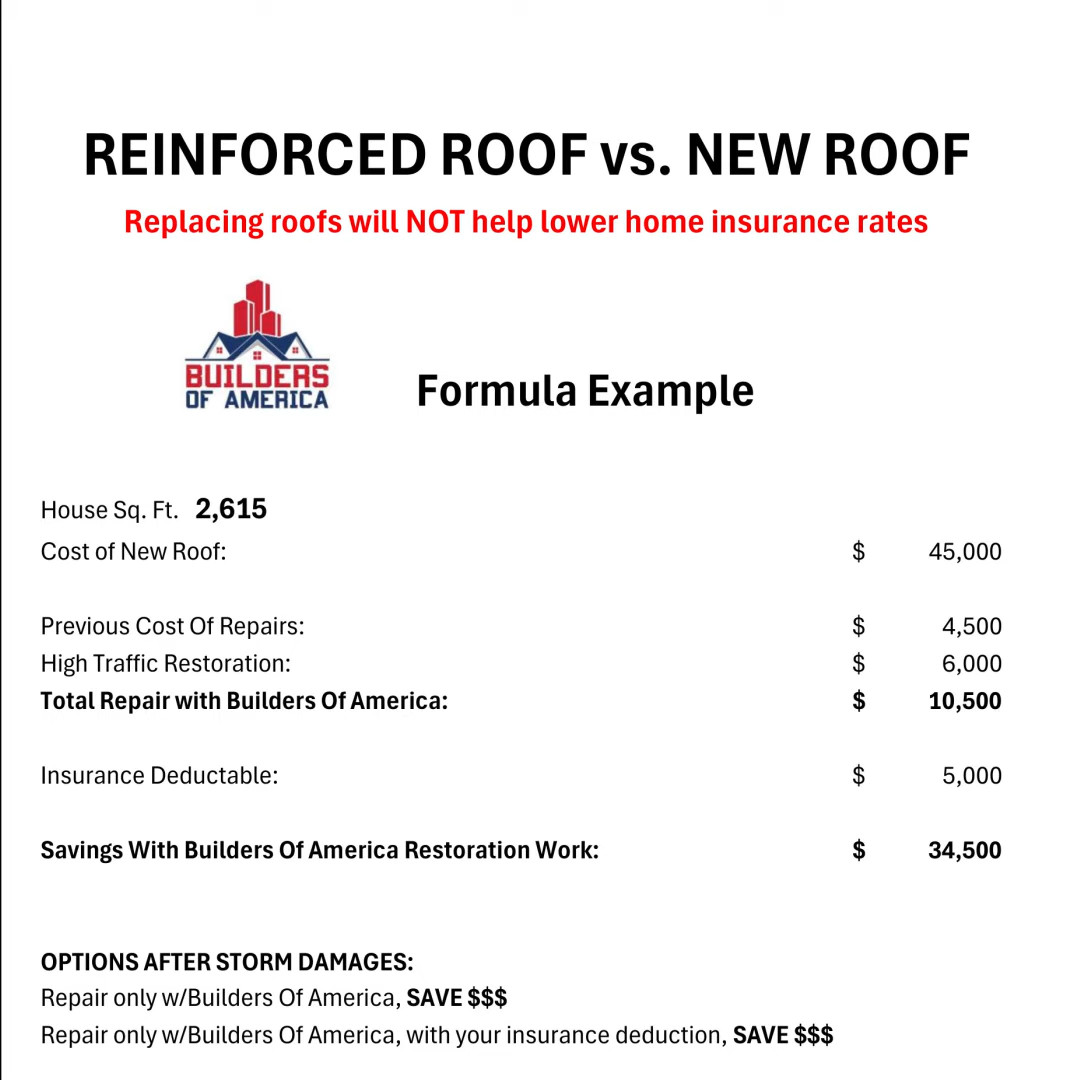 REINFORCED ROOF vs. NEW ROOF
Replacing roofs will NOT help lower home insurance rates
BUILDERS
OF AMERICA
Formula Example
House Sq. Ft. 2,615
Cost of New Roof: $ 45,000
Previous Cost Of Repairs: $ 4,500
High Traffic Restoration: $ 6,000
Total Repair with Builders Of America: $ 10,500
Insurance Deductable: $ 5,000
Savings With Builders Of America Restoration Work: $ 34,500
OPTIONS AFTER STORM DAMAGES:
Repair only w/Builders Of America, SAVE $$$
Repair only w/Builders Of America, with your insurance deduction, SAVE $$$